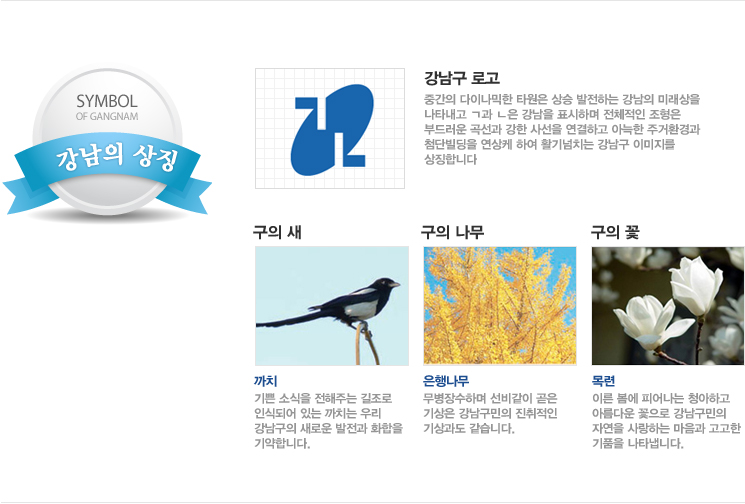 SYMBOL
OF GANGNAM
강남의 상징
강남구 로고
중간의 다이나믹한 타원은 상승 발전하는 강남의 미래상을
나타내고 ㄱ과 ㄴ은 강남을 표시하며 전체적인 조형은
부드러운 곡선과 강한 사선을 연결하고 아늑한 주거환경과
첨단빌딩을 연상케 하여 활기넘치는 강남구 이미지를
상징합니다
구의 새
구의 나무
구의 꽃
까치
기쁜 소식을 전해주는 길조로
인식되어 있는 까치는 우리
강남구의 새로운 발전과 화합을
기약합니다.
은행나무
무병장수하며 선비같이 곧은
기상은 강남구민의 진취적인
기상과도 같습니다.
목련
이른 봄에 피어나는 청아하고
아름다운 꽃으로 강남구민의
자연을 사랑하는 마음과 고고한
기품을 나타냅니다.